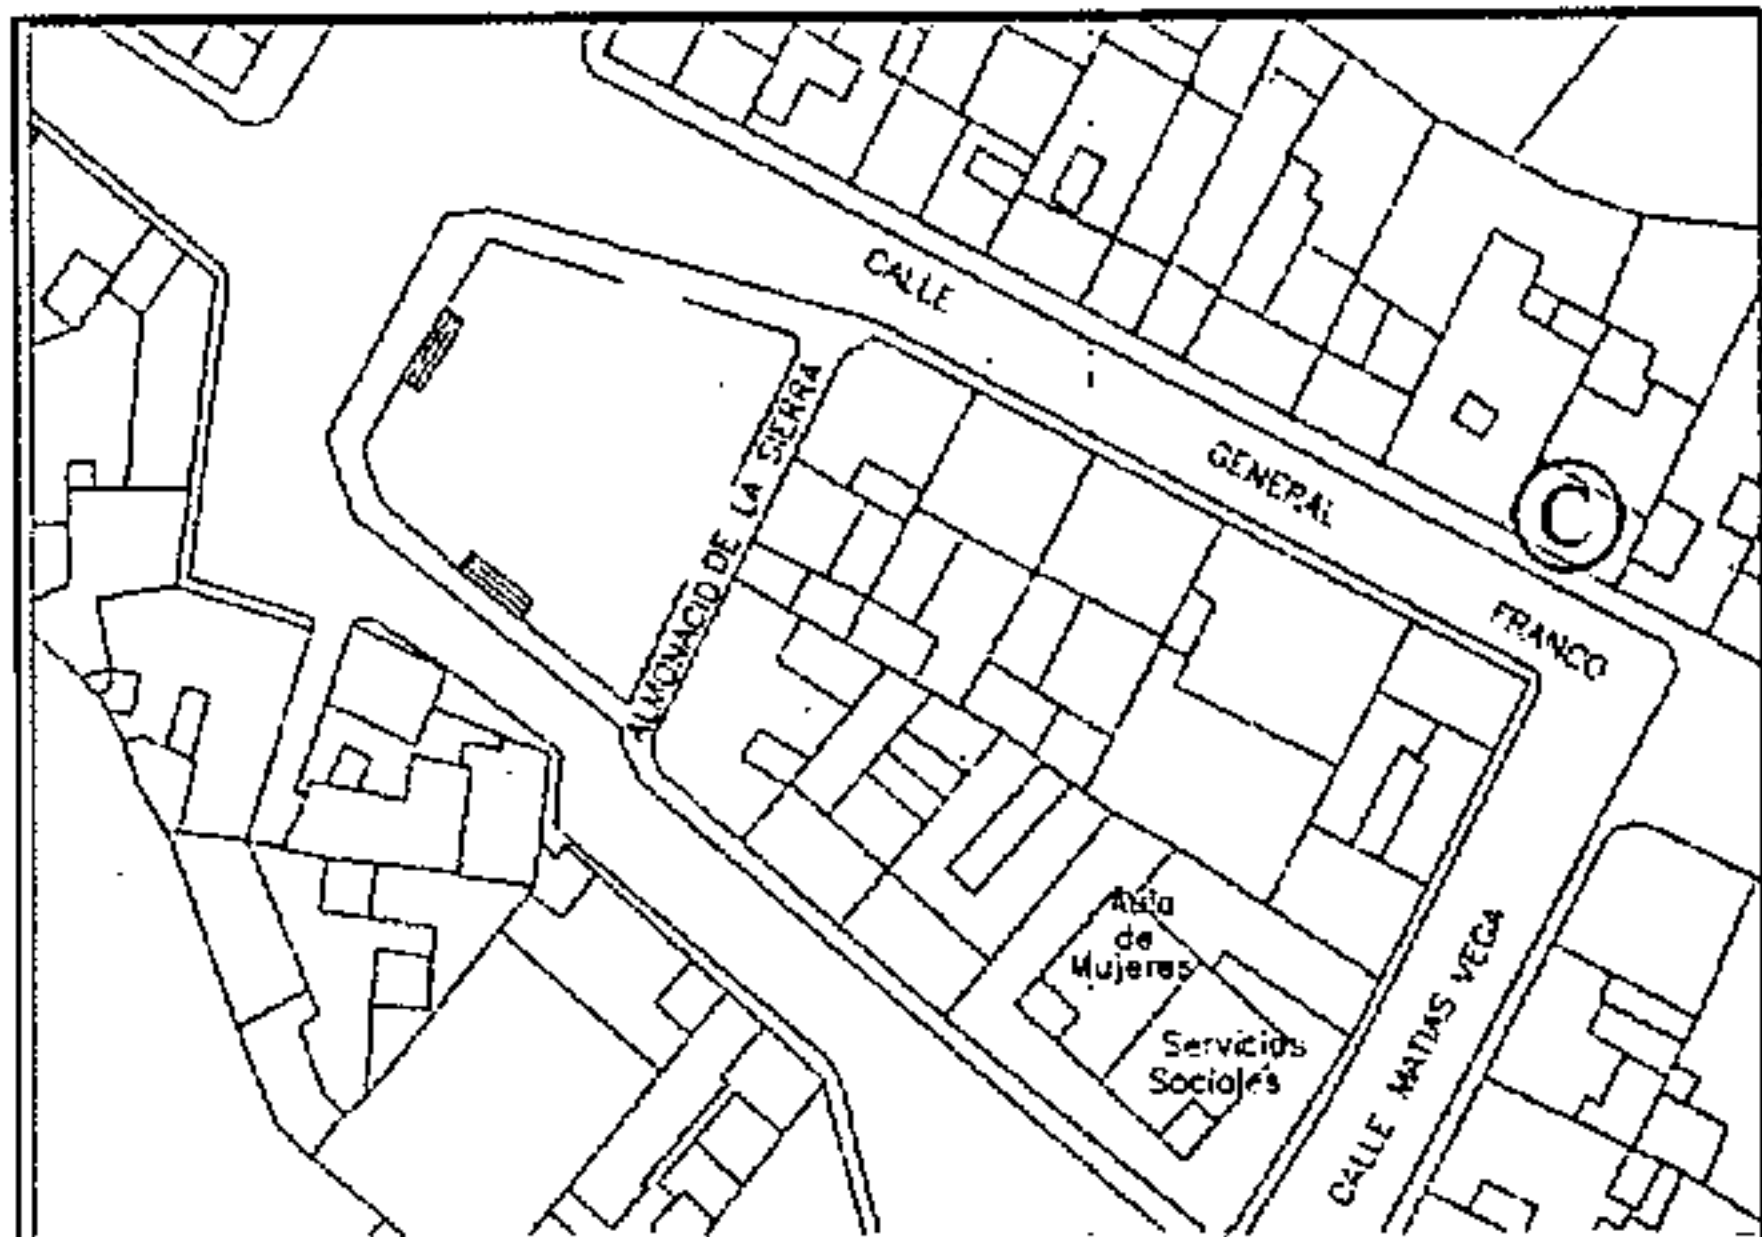 CALLE
GENERAL
FRANCO
C
ALMONACID DE LA SIERRA
Aula
de
Mujeres
Servicios
Sociales
CALLE MATIAS VEGA